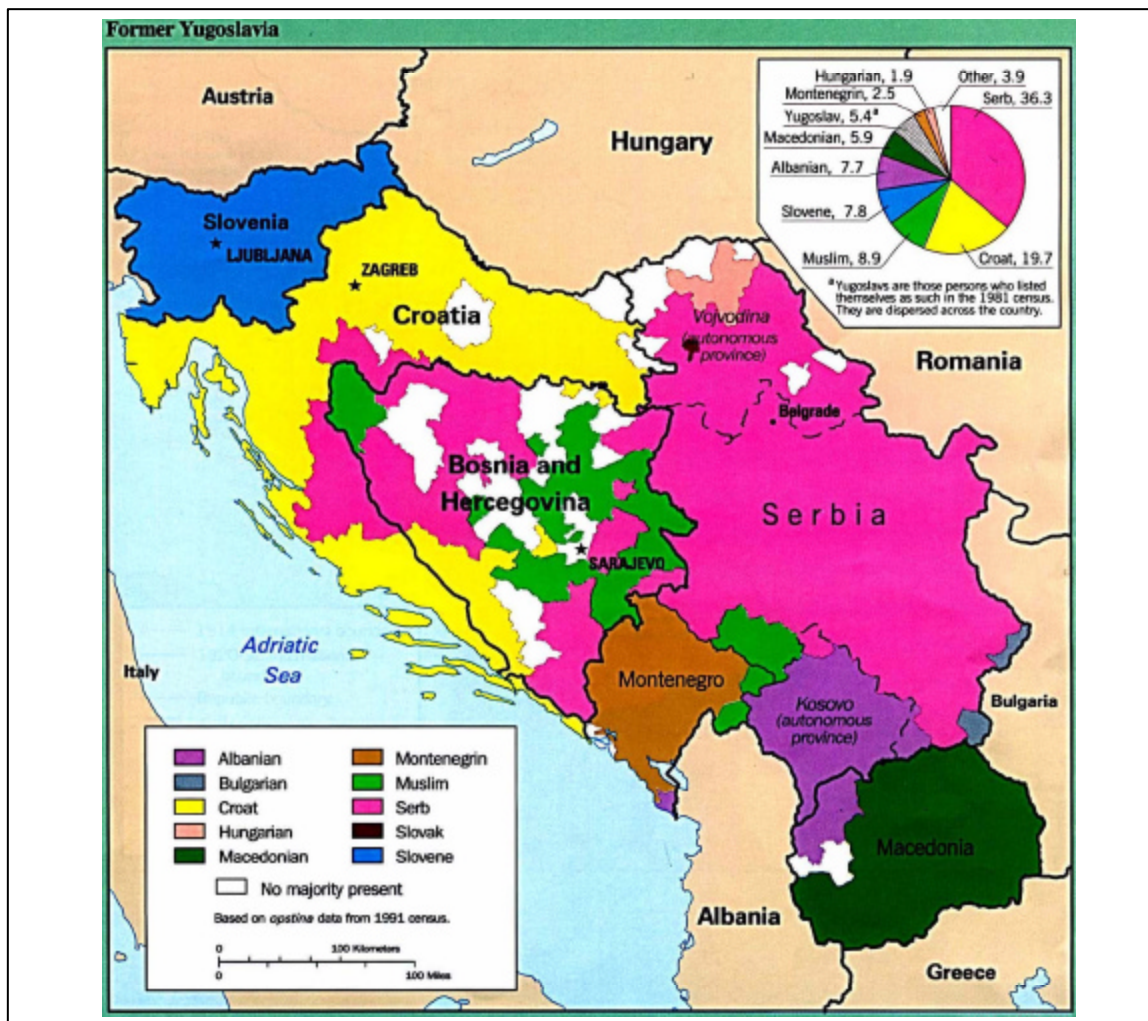 Former Yugoslavia
Austria
Hungary
Romania
Bulgaria
Greece
Albania
Italy
Adriatic
Sea
Slovenia
LJUBLJANA
ZAGREB
Croatia
Bosnia and
Hercegovina
SARAJEVO
Vojvodina
(autonomous
province)
Belgrade
Serbia
Montenegro
Kosovo
(autonomous
province)
Macedonia
Hungarian, 1.9
Other, 3.9
Montenegrin, 2.5
Serb, 36.3
Yugoslav, 5.4ª
Macedonian, 5.9
Albanian, 7.7
Slovene, 7.8
Muslim, 8.9
Croat, 19.7
ªYugoslavs are those persons who listed
themselves as such in the 1981 census.
They are dispersed across the country.
Albanian
Bulgarian
Croat
Hungarian
Macedonian
Montenegrin
Muslim
Serb
Slovak
Slovene
No majority present
Based on opstina data from 1991 census.
0 100 Kilometers
0 100 Miles